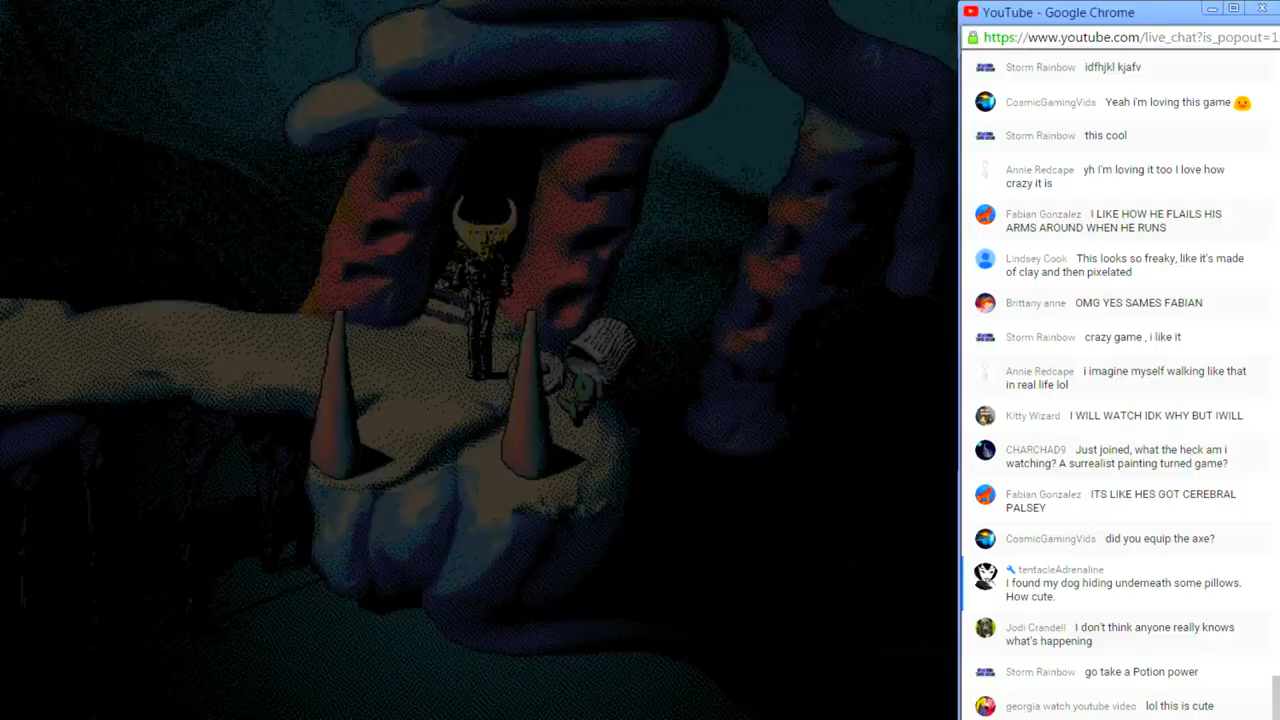 YouTube - Google Chrome
https://www.youtube.com/live_chat?is_popout=1
Storm Rainbow idfhjkl kjafv
CosmicGamingVids Yeah i'm loving this game
Storm Rainbow this cool
Annie Redcape yh I'm loving it too I love how
crazy it is
Fabian Gonzalez I LIKE HOW HE FLAILS HIS
ARMS AROUND WHEN HE RUNS
Lindsey Cook This looks so freaky, like it's made
of clay and then pixelated
Brittany anne OMG YES SAMES FABIAN
Storm Rainbow crazy game , i like it
Annie Redcape i imagine myself walking like that
in real life lol
Kitty Wizard I WILL WATCH IDK WHY BUT IWILL
CHARCHAD9 Just joined, what the heck am i
watching? A surrealist painting turned game?
Fabian Gonzalez ITS LIKE HES GOT CEREBRAL
PALSEY
CosmicGamingVids did you equip the axe?
tentacleAdrenaline
I found my dog hiding underneath some pillows.
How cute.
Jodi Crandell I don't think anyone really knows
what's happening
Storm Rainbow go take a Potion power
georgia watch youtube video lol this is cute